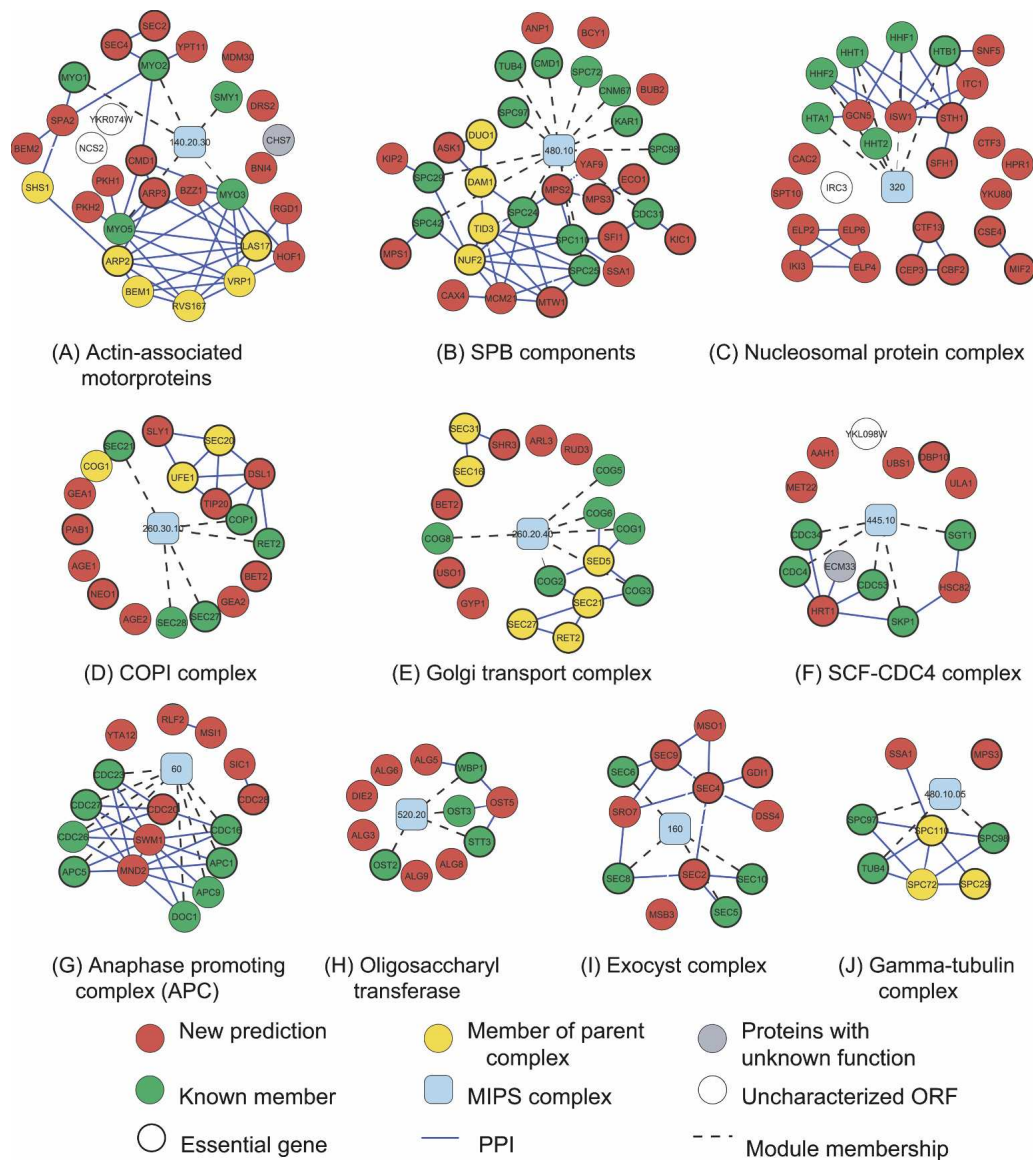 SEC2
SEC4
YPT11
MYO2
MDM30
MYO1
SMY1
DRS2
SPA2
YKR074W
140.20.30
CHS7
BEM2
NCS2
CMD1
BNI4
SHS1
PKH1
ARP3
BZZ1
MYO3
PKH2
RGD1
MYO5
LAS17
HOF1
ARP2
BEM1
VRP1
RVS167
(A) Actin-associated
motorproteins
ANP1
BCY1
TUB4
CMD1
SPC72
CNM67
BUB2
SPC97
KAR1
DUO1
480.10
SPC98
KIP2
ASK1
YAF9
SPC29
DAM1
MPS2
ECO1
MPS3
SPC42
SPC24
CDC31
TID3
SPC110
SFI1
KIC1
MPS1
NUF2
SPC25
SSA1
CAX4
MCM21
MTW1
(B) SPB components
HHF1
HTB1
SNF5
HHT1
HHF2
ITC1
HTA1
GCN5
ISW1
STH1
HHT2
CTF3
CAC2
SFH1
HPR1
SPT10
IRC3
320
YKU80
ELP2
ELP6
CTF13
CSE4
IKI3
ELP4
CEP3
CBF2
MIF2
(C) Nucleosomal protein complex
SLY1
SEC20
SEC21
COG1
UFE1
DSL1
GEA1
TIP20
260.30.10
COP1
PAB1
RET2
AGE1
BET2
NEO1
GEA2
AGE2
SEC28
SEC27
(D) COPI complex
SEC31
SHR3
ARL3
RUD3
SEC16
COG5
BET2
COG6
COG1
COG8
260.20.40
SED5
USO1
COG2
COG3
GYP1
SEC21
SEC27
RET2
(E) Golgi transport complex
YKL098W
AAH1
UBS1
DBP10
MET22
ULA1
445.10
CDC34
SGT1
CDC4
ECM33
CDC53
HSC82
HRT1
SKP1
(F) SCF-CDC4 complex
RLF2
MSI1
YTA12
60
SIC1
CDC23
CDC28
CDC27
CDC20
CDC16
CDC26
SWM1
APC5
MND2
APC1
APC9
DOC1
(G) Anaphase promoting
complex (APC)
ALG6
ALG5
WBP1
DIE2
OST5
520.20
OST3
ALG3
STT3
OST2
ALG9
ALG8
(H) Oligosaccharyl
transferase
MSO1
SEC9
SEC6
GDI1
SEC4
SRO7
DSS4
160
SEC8
SEC2
SEC10
MSB3
SEC5
(I) Exocyst complex
SSA1
MPS3
480.10.05
SPC97
SPC110
SPC98
TUB4
SPC72
SPC29
(J) Gamma-tubulin
complex
New prediction
Member of parent
complex
Proteins with
unknown function
Known member
MIPS complex
Uncharacterized ORF
Essential gene
PPI
Module membership